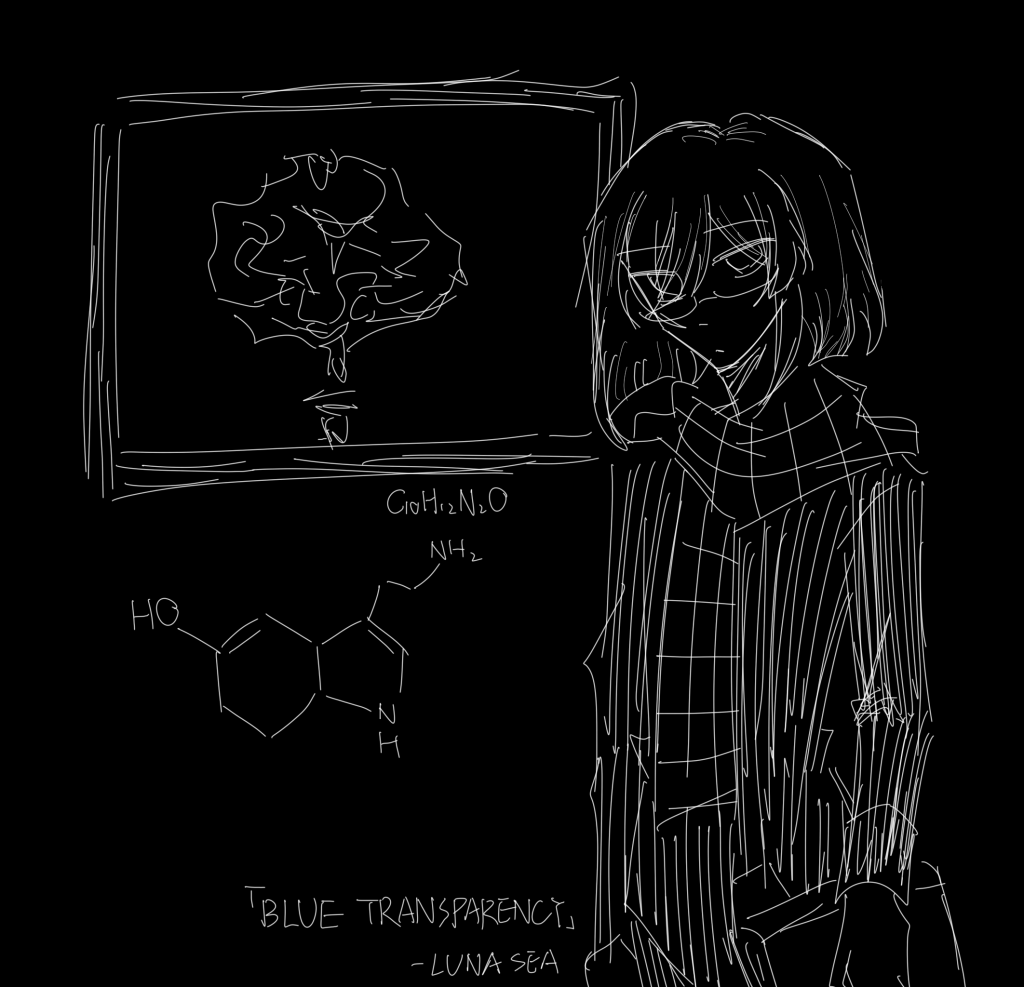 C₁₀H₁₂N₂O
NH₂
HO
N
H
「BLUE TRANSPARENCY」
-LUNA SEA